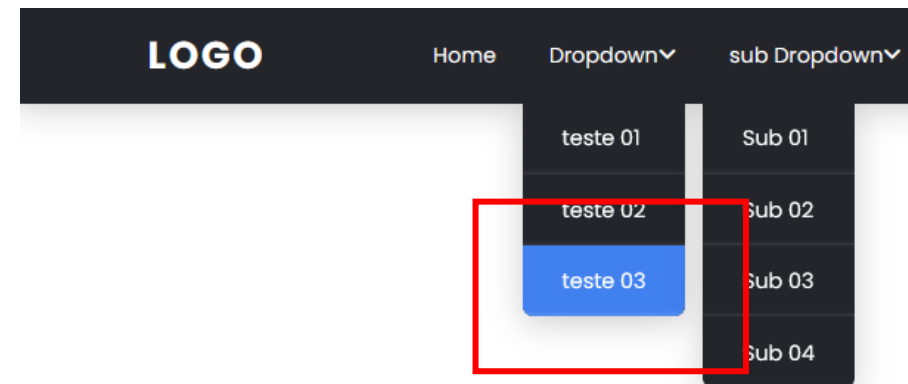 LOGO Home Dropdown sub Dropdown
teste 01 Sub 01
teste 02 Sub 02
teste 03 Sub 03
Sub 04